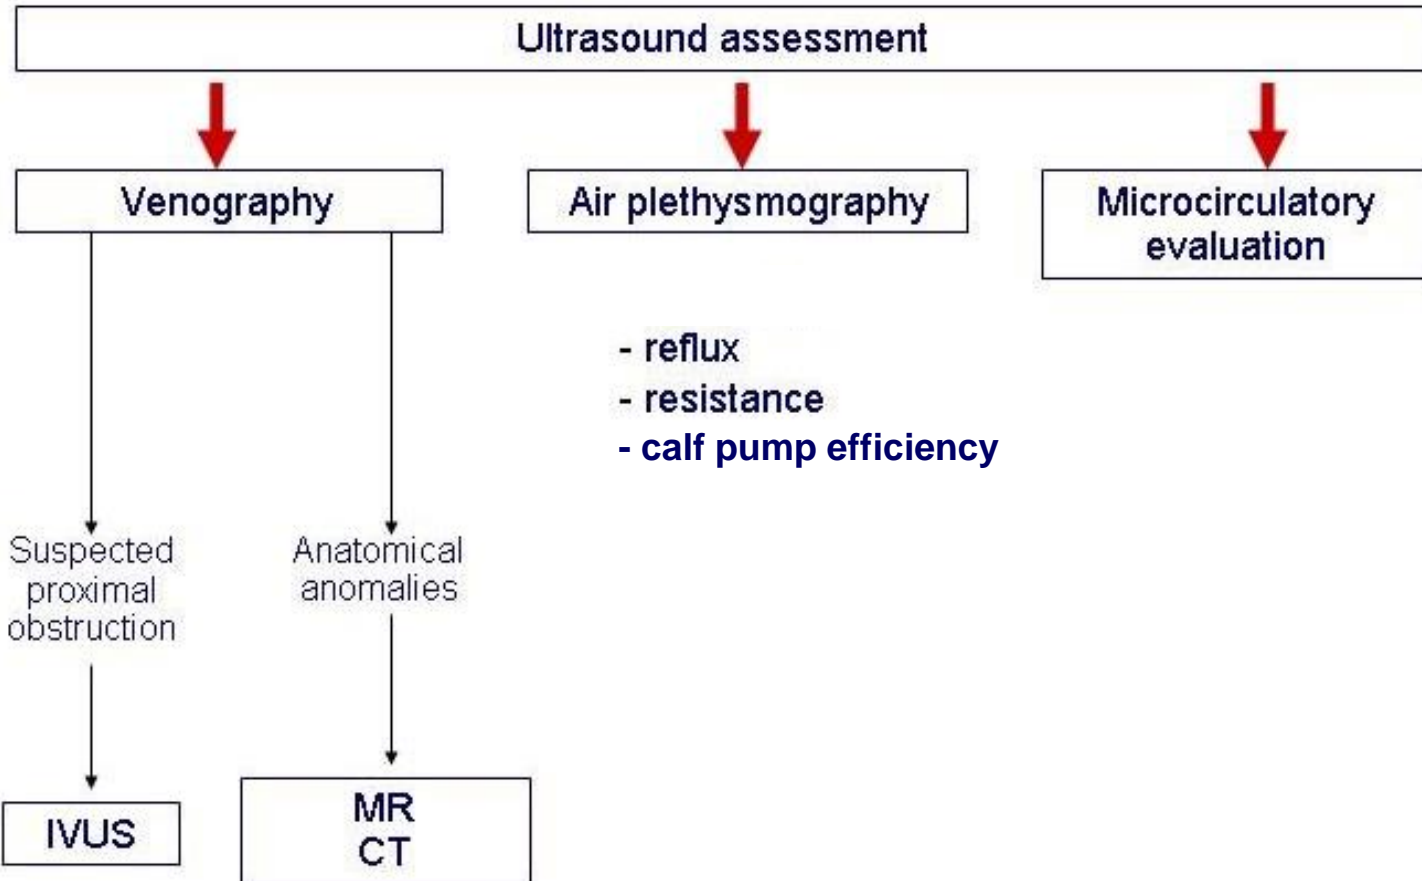 Ultrasound assessment
Venography
Air plethysmography
Microcirculatory
evaluation
- reflux
- resistance
- calf pump efficiency
Suspected
proximal
obstruction
Anatomical
anomalies
IVUS
MR
CT